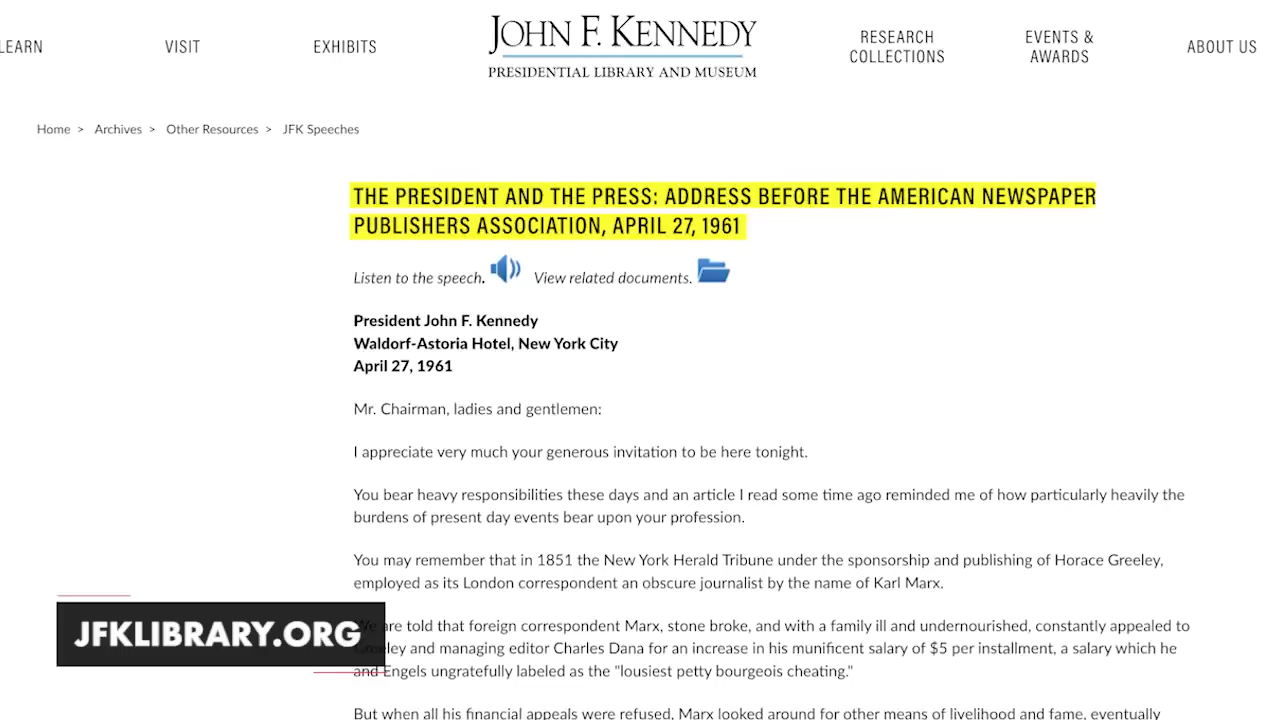 LEARN
VISIT
EXHIBITS
JOHN F. KENNEDY
PRESIDENTIAL LIBRARY AND MUSEUM
RESEARCH
COLLECTIONS
EVENTS &
AWARDS
ABOUT US
Home > Archives > Other Resources > JFK Speeches
THE PRESIDENT AND THE PRESS: ADDRESS BEFORE THE AMERICAN NEWSPAPER
PUBLISHERS ASSOCIATION, APRIL 27, 1961
Listen to the speech. View related documents.
President John F. Kennedy
Waldorf-Astoria Hotel, New York City
April 27, 1961
Mr. Chairman, ladies and gentlemen:
I appreciate very much your generous invitation to be here tonight.
You bear heavy responsibilities these days and an article I read some time ago reminded me of how particularly heavily the
burdens of present day events bear upon your profession.
You may remember that in 1851 the New York Herald Tribune under the sponsorship and publishing of Horace Greeley,
employed as its London correspondent an obscure journalist by the name of Karl Marx.
We are told that foreign correspondent Marx, stone broke, and with a family ill and undernourished, constantly appealed to
Greeley and managing editor Charles Dana for an increase in his munificent salary of $5 per installment, a salary which he
and Engels ungratefully labeled as the "lousiest petty bourgeois cheating."
But when all his financial appeals were refused, Marx looked around for other means of livelihood and fame, eventually
JFKLIBRARY.ORG